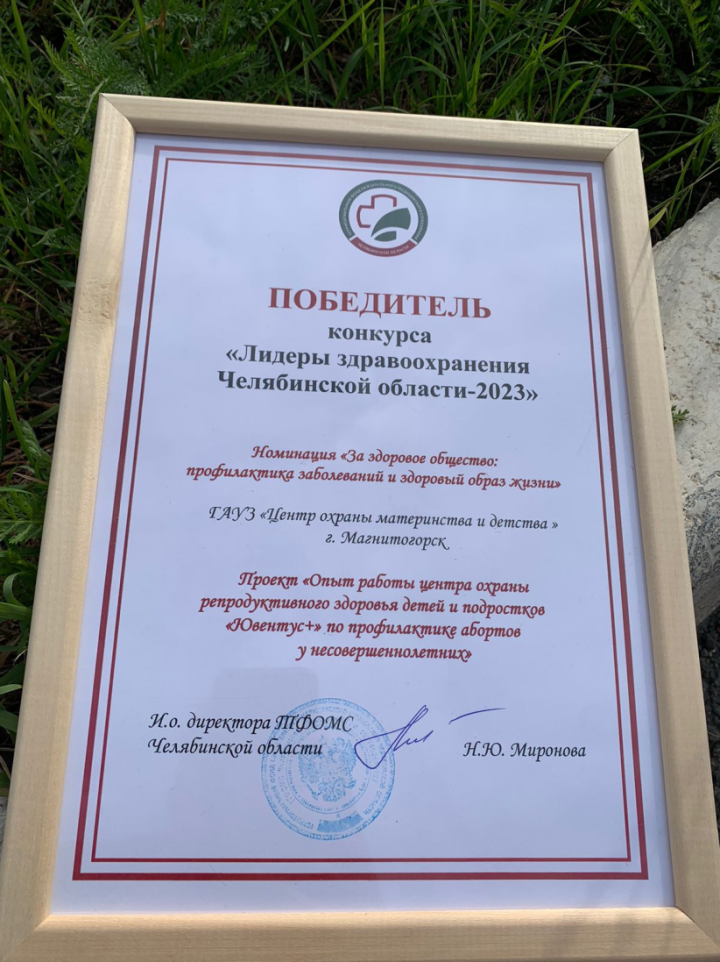 ЧЕЛЯБИНСКОЙ ОБЛАСТИ
ПОБЕДИТЕЛЬ
конкурса
«Лидеры здравоохранения
Челябинской области-2023»
Номинация «За здоровое общество:
профилактика заболеваний и здоровый образ жизни»
ГАУЗ «Центр охраны материнства и детства »
г. Магнитогорск
Проект «Опыт работы центра охраны
репродуктивного здоровья детей и подростков
«Ювентус+» по профилактике абортов
у несовершеннолетних»
И.о. директора ТФОМС
Челябинской области
Н.Ю. Миронова